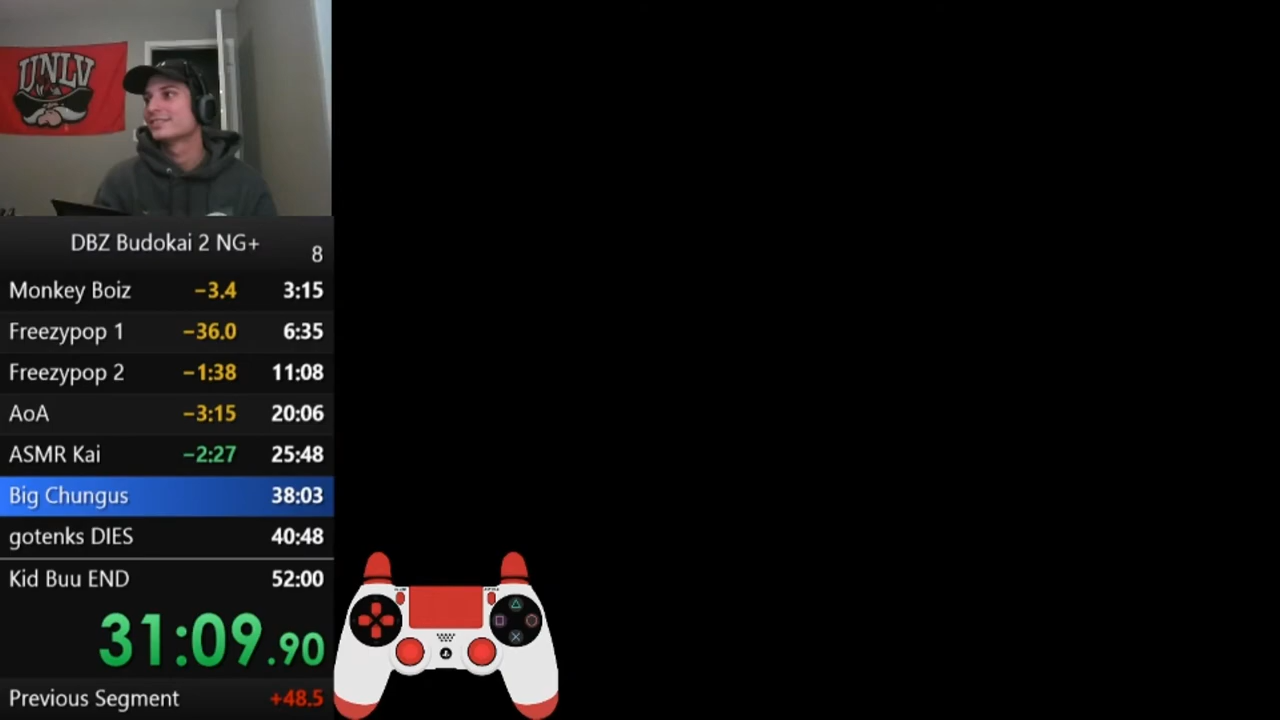 UNLV
DBZ Budokai 2 NG+
8
Monkey Boiz −3.4 3:15
Freezypop 1 −36.0 6:35
Freezypop 2 −1:38 11:08
AoA −3:15 20:06
ASMR Kai −2:27 25:48
Big Chungus 38:03
gotenks DIES 40:48
Kid Buu END 52:00
31:09.90
Previous Segment +48.5